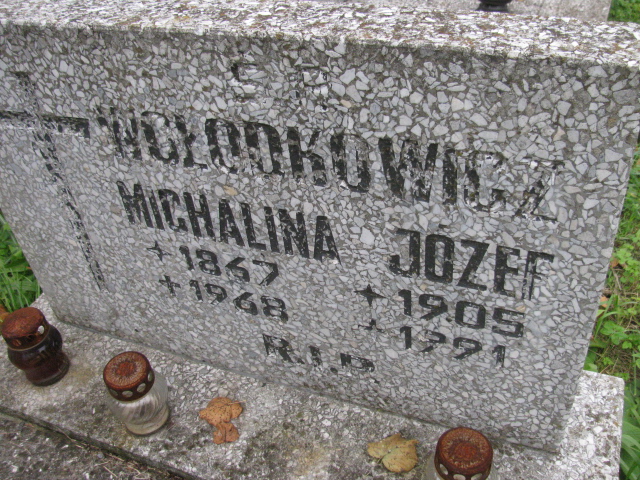 WOŁODKOWICZ
MICHALINA
+ 1867
+ 1968
JÓZEF
+ 1905
+ 1991
R.I.P.